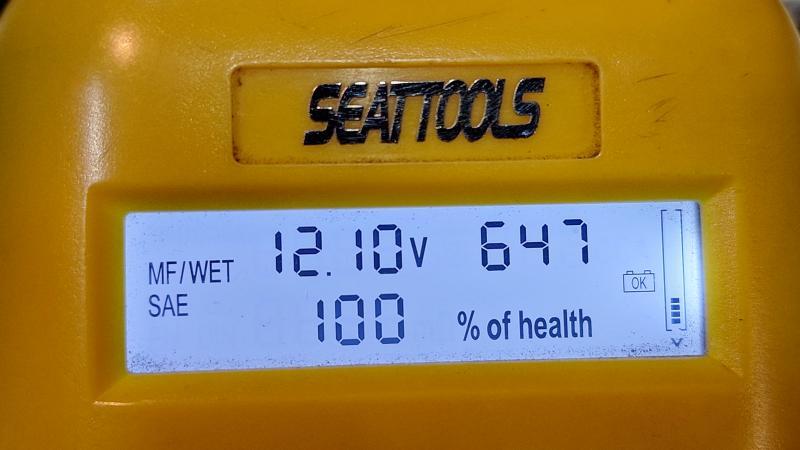 SEATTOOLS
MF/WET 12.10V 647
SAE 100 % of health
OK